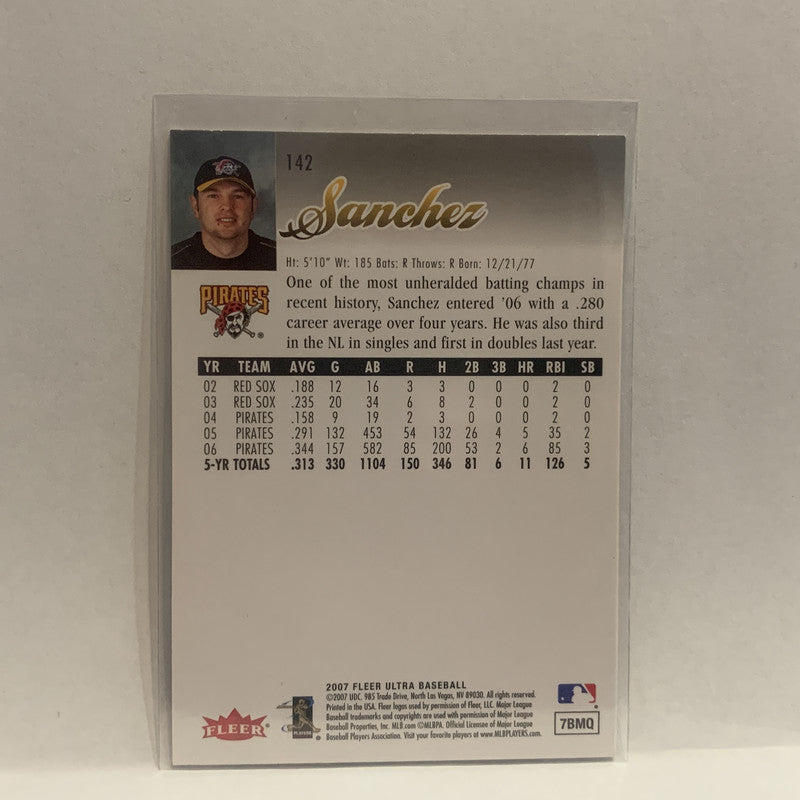 142
Sanchez
Ht: 5'10" Wt: 185 Bats: R Throws: R Born: 12/21/77
PIRATES
One of the most unheralded batting champs in
recent history, Sanchez entered '06 with a .280
career average over four years. He was also third
in the NL in singles and first in doubles last year.
YR TEAM AVG G AB R H 2B 3B HR RBI SB
02 RED SOX .188 12 16 3 3 0 0 0 2 0
03 RED SOX .235 20 34 6 8 2 0 0 2 0
04 PIRATES .158 9 19 2 3 0 0 0 2 0
05 PIRATES .291 132 453 54 132 26 4 5 35 2
06 PIRATES .344 157 582 85 200 53 2 6 85 3
5-YR TOTALS .313 330 1104 150 346 81 6 11 126 5
2007 FLEER ULTRA BASEBALL
©2007 UDC. 985 Trade Drive, North Las Vegas, NV 89030. All rights reserved.
Printed in the USA. Fleer logos used by permission of Fleer, LLC. Major League
Baseball trademarks and copyrights are used with permission of Major League
Baseball Properties, Inc. MLB.com ©MLBPA. Official Licensee of Major League
Baseball Players Association. Visit your favorite players at www.MLBPLAYERS.com.
FLEER
PLAYERS
7BMQ